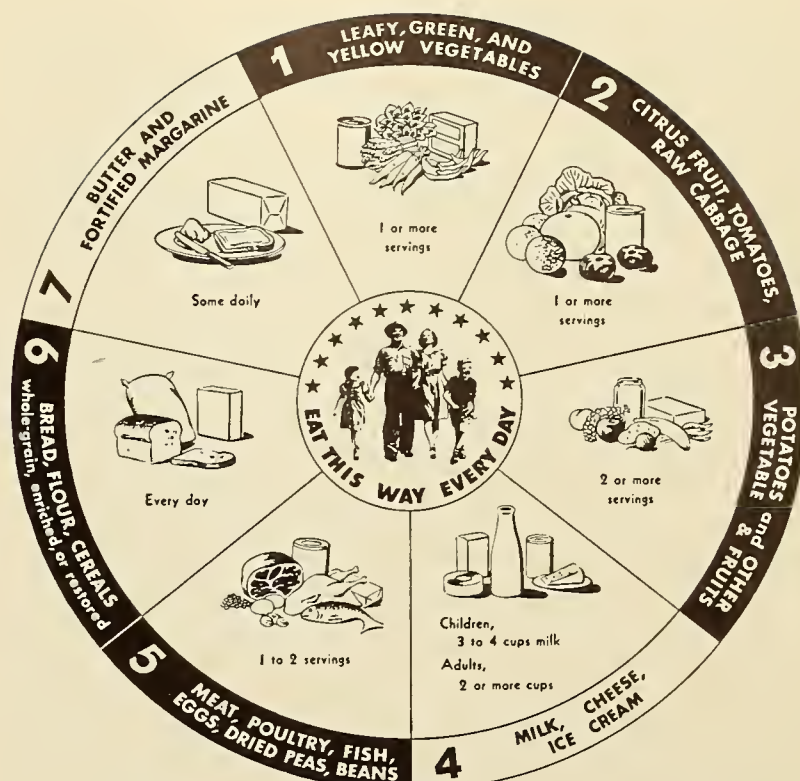 1
LEAFY, GREEN, AND
YELLOW VEGETABLES
1 or more
servings
2
CITRUS FRUIT, TOMATOES,
RAW CABBAGE
1 or more
servings
3
POTATOES and OTHER
VEGETABLE & FRUITS
2 or more
servings
4
MILK, CHEESE,
ICE CREAM
Children,
3 to 4 cups milk
Adults,
2 or more cups
5
MEAT, POULTRY, FISH,
EGGS, DRIED PEAS, BEANS
1 to 2 servings
6
BREAD, FLOUR, CEREALS
whole-grain, enriched, or restored
Every day
7
BUTTER AND
FORTIFIED MARGARINE
Some daily
EAT THIS WAY EVERY DAY